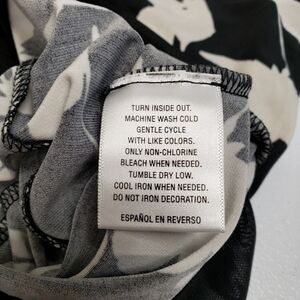 TURN INSIDE OUT.
MACHINE WASH COLD
GENTLE CYCLE
WITH LIKE COLORS.
ONLY NON-CHLORINE
BLEACH WHEN NEEDED.
TUMBLE DRY LOW.
COOL IRON WHEN NEEDED.
DO NOT IRON DECORATION.
ESPAÑOL EN REVERSO